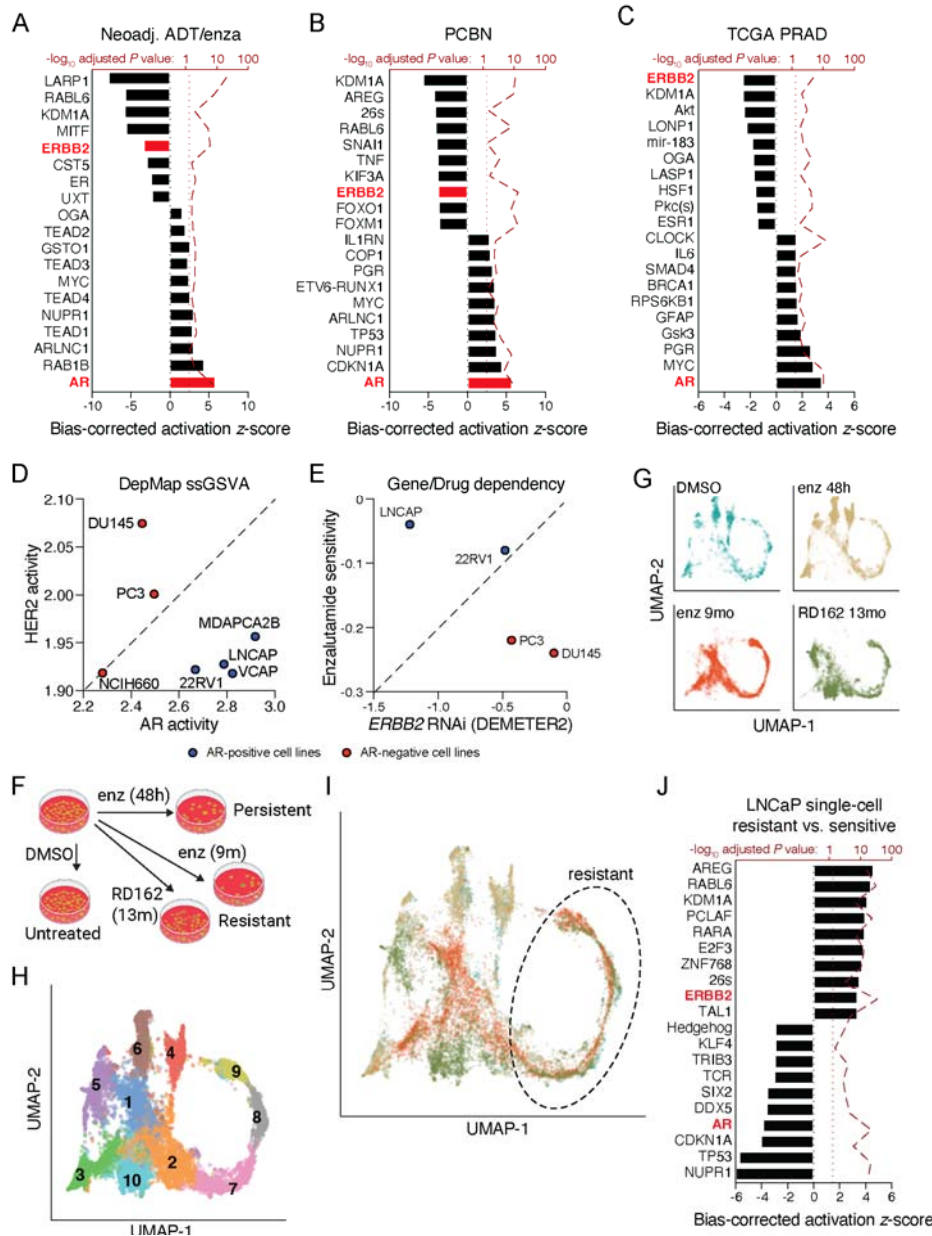 A
Neoadj. ADT/enza
-log10 adjusted P value: 1 10 100
LARP1
RABL6
KDM1A
MITF
ERBB2
CST5
ER
UXT
OGA
TEAD2
GSTO1
TEAD3
MYC
TEAD4
NUPR1
TEAD1
ARLNC1
RAB1B
AR
-10 -5 0 5 10
Bias-corrected activation z-score
B
PCBN
-log10 adjusted P value: 1 10 100
KDM1A
AREG
26s
RABL6
SNAI1
TNF
KIF3A
ERBB2
FOXO1
FOXM1
IL1RN
COP1
PGR
ETV6-RUNX1
MYC
ARLNC1
TP53
NUPR1
CDKN1A
AR
-10 -5 0 5 10
Bias-corrected activation z-score
C
TCGA PRAD
-log10 adjusted P value: 1 10 100
ERBB2
KDM1A
Akt
LONP1
mir-183
OGA
LASP1
HSF1
Pkc(s)
ESR1
CLOCK
IL6
SMAD4
BRCA1
RPS6KB1
GFAP
Gsk3
PGR
MYC
AR
-6 -4 -2 0 2 4 6
Bias-corrected activation z-score
D
DepMap ssGSVA
HER2 activity
2.10
2.05
2.00
1.95
1.90
DU145
PC3
MDAPCA2B
LNCAP
VCAP
22RV1
NCIH660
2.2 2.4 2.6 2.8 3.0
AR activity
E
Gene/Drug dependency
Enzalutamide sensitivity
0
-0.1
-0.2
-0.3
LNCAP
22RV1
PC3
DU145
-1.5 -1.0 -0.5 0
ERBB2 RNAi (DEMETER2)
AR-positive cell lines
AR-negative cell lines
G
DMSO
enz 48h
enz 9mo
RD162 13mo
UMAP-2
UMAP-1
F
enz (48h)
Persistent
DMSO
enz (9m)
RD162
(13m)
Untreated
Resistant
H
6
4
5
9
1
8
2
3
10
7
UMAP-2
UMAP-1
I
resistant
UMAP-2
UMAP-1
J
LNCaP single-cell
resistant vs. sensitive
-log10 adjusted P value: 1 10 100
AREG
RABL6
KDM1A
PCLAF
RARA
E2F3
ZNF768
26s
ERBB2
TAL1
Hedgehog
KLF4
TRIB3
TCR
SIX2
DDX5
AR
CDKN1A
TP53
NUPR1
-6 -4 -2 0 2 4 6
Bias-corrected activation z-score